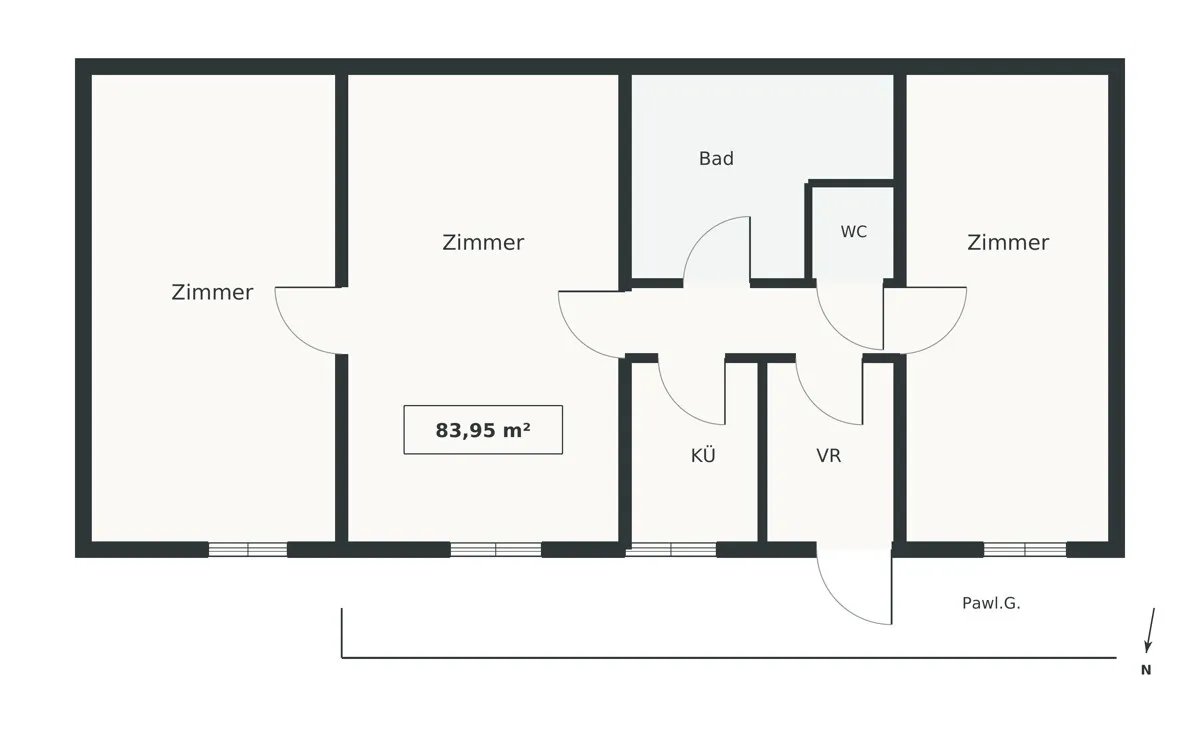 Bad
WC
Zimmer
Zimmer
Zimmer
83,95 m²
KÜ
VR
Pawl.G.
N